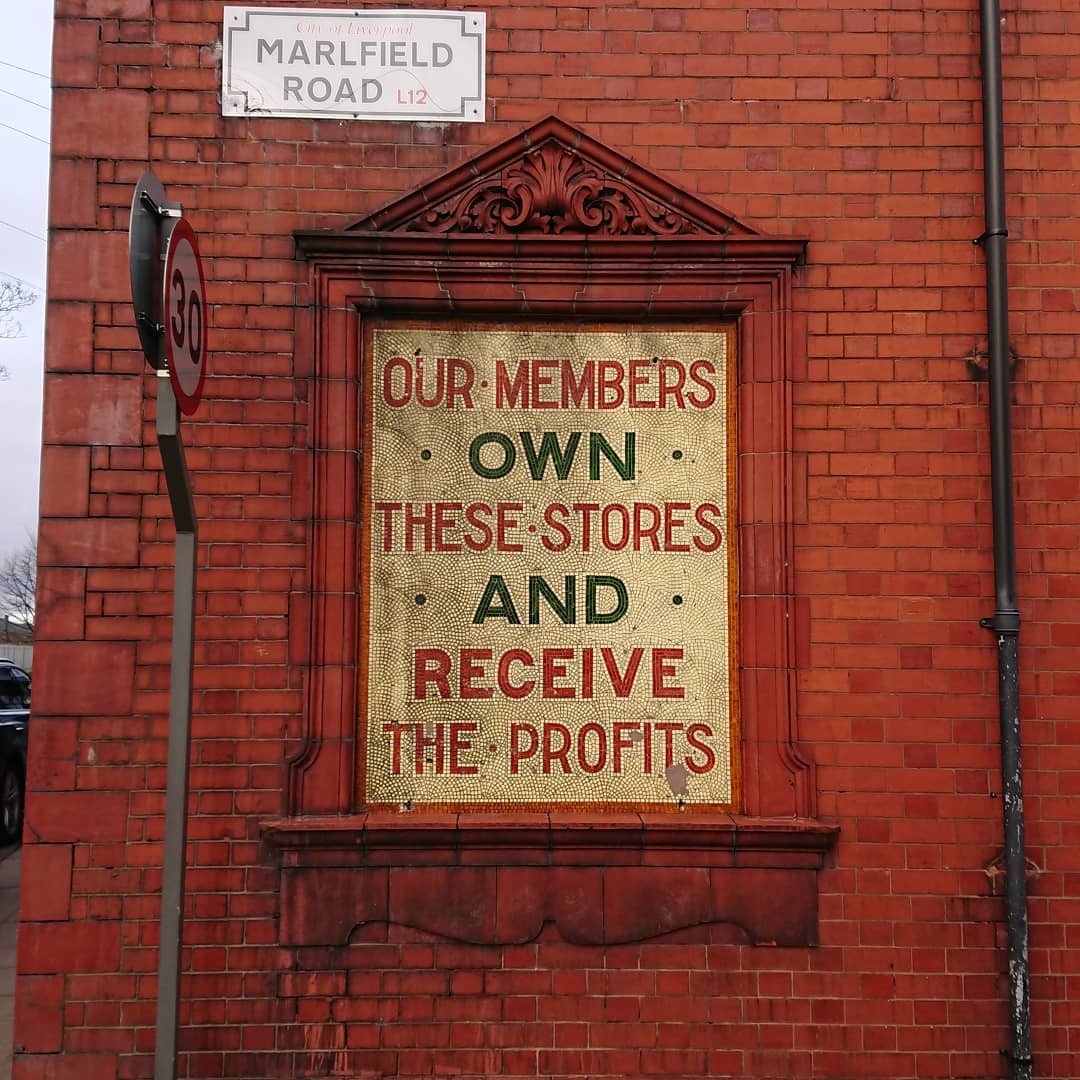 City of Liverpool
MARLFIELD
ROAD L12
30
OUR·MEMBERS
·OWN·
THESE·STORES
·AND·
RECEIVE
THE·PROFITS